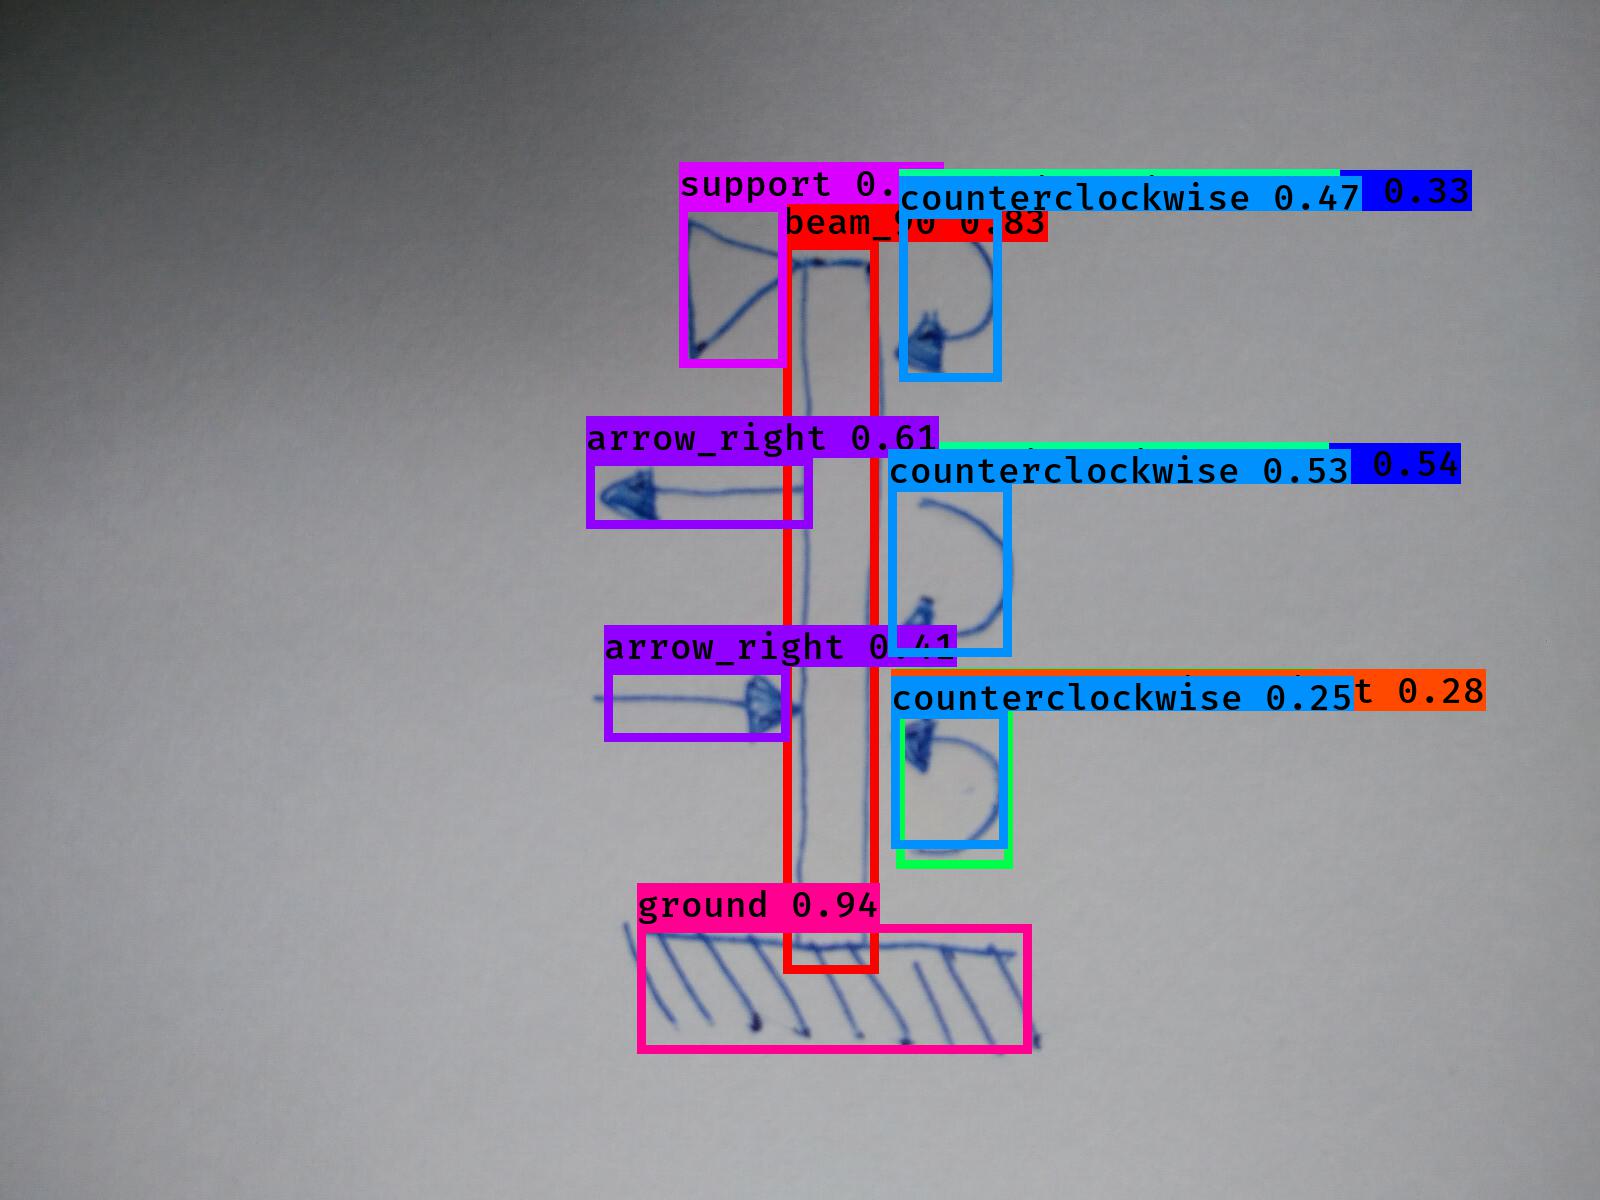 support 0.
counterclockwise 0.47
0.33
beam_90 0.83
arrow_right 0.61
counterclockwise 0.53
0.54
arrow_right 0.41
counterclockwise 0.25
t 0.28
ground 0.94